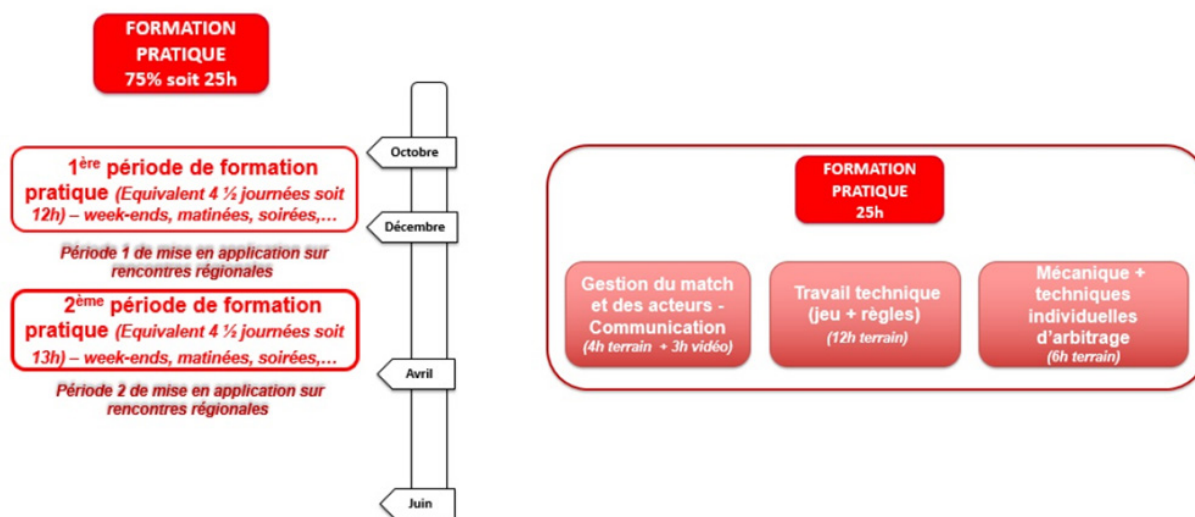 FORMATION
PRATIQUE
75% soit 25h
1ère période de formation
pratique (Equivalent 4 ½ journées soit
12h) – week-ends, matinées, soirées,...
Période 1 de mise en application sur
rencontres régionales
2ème période de formation
pratique (Equivalent 4 ½ journées soit
13h) – week-ends, matinées, soirées,...
Période 2 de mise en application sur
rencontres régionales
Octobre
Décembre
Avril
Juin
FORMATION
PRATIQUE
25h
Gestion du match
et des acteurs -
Communication
(4h terrain + 3h vidéo)
Travail technique
(jeu + règles)
(12h terrain)
Mécanique +
techniques
individuelles
d'arbitrage
(6h terrain)